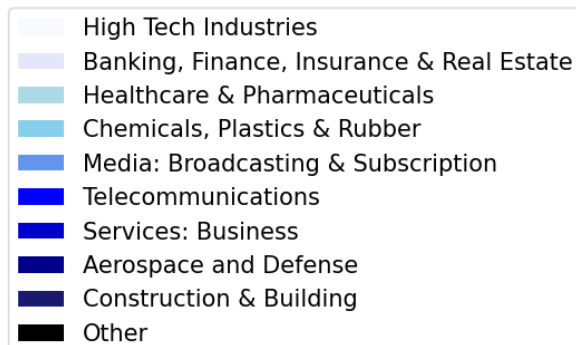 High Tech Industries
Banking, Finance, Insurance & Real Estate
Healthcare & Pharmaceuticals
Chemicals, Plastics & Rubber
Media: Broadcasting & Subscription
Telecommunications
Services: Business
Aerospace and Defense
Construction & Building
Other